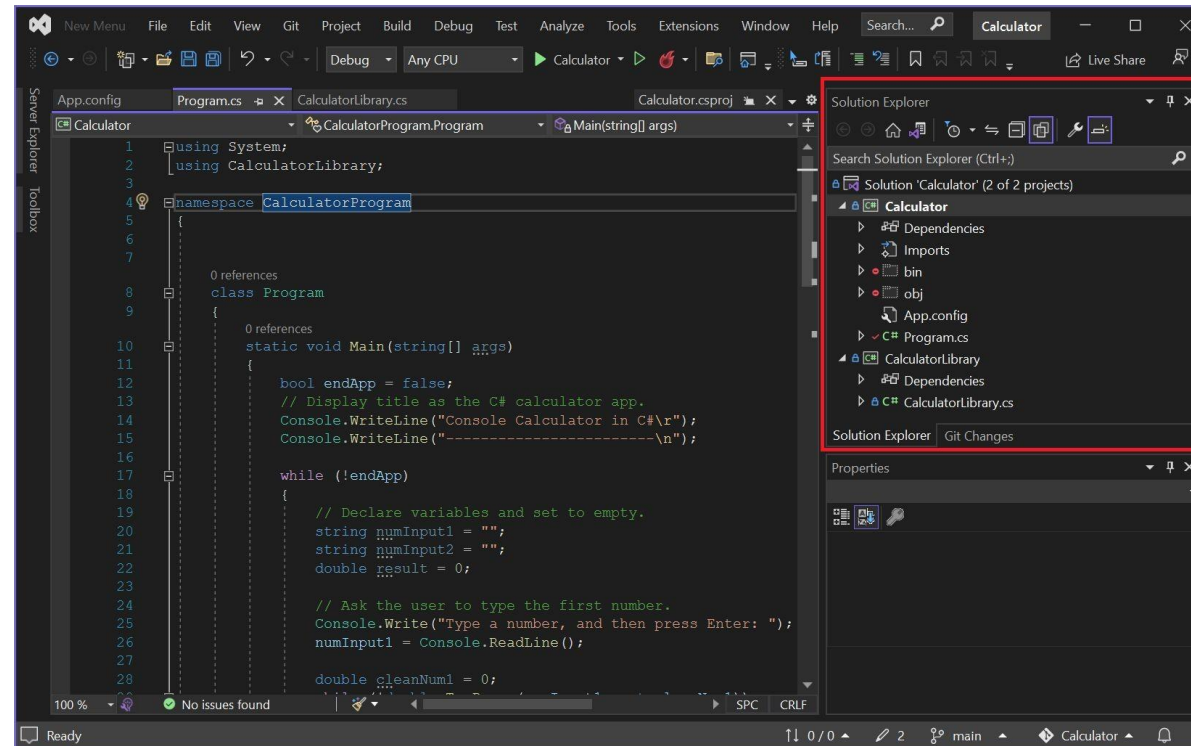 New Menu File Edit View Git Project Build Debug Test Analyze Tools Extensions Window Help Search... Calculator
Debug Any CPU Calculator Live Share
Server Explorer
Toolbox
App.config Program.cs CalculatorLibrary.cs Calculator.csproj
C# Calculator CalculatorProgram.Program Main(string[] args)
1 using System;
2 using CalculatorLibrary;
3
4 namespace CalculatorProgram
5 {
6
7
0 references
8 class Program
9 {
0 references
10 static void Main(string[] args)
11 {
12 bool endApp = false;
13 // Display title as the C# calculator app.
14 Console.WriteLine("Console Calculator in C#\r");
15 Console.WriteLine("------------------------\n");
16
17 while (!endApp)
18 {
19 // Declare variables and set to empty.
20 string numInput1 = "";
21 string numInput2 = "";
22 double result = 0;
23
24 // Ask the user to type the first number.
25 Console.Write("Type a number, and then press Enter: ");
26 numInput1 = Console.ReadLine();
27
28 double cleanNum1 = 0;
100 % No issues found SPC CRLF
Solution Explorer
Search Solution Explorer (Ctrl+;)
Solution 'Calculator' (2 of 2 projects)
C# Calculator
Dependencies
Imports
bin
obj
App.config
C# Program.cs
C# CalculatorLibrary
Dependencies
C# CalculatorLibrary.cs
Solution Explorer Git Changes
Properties
Ready 0 / 0 2 main Calculator